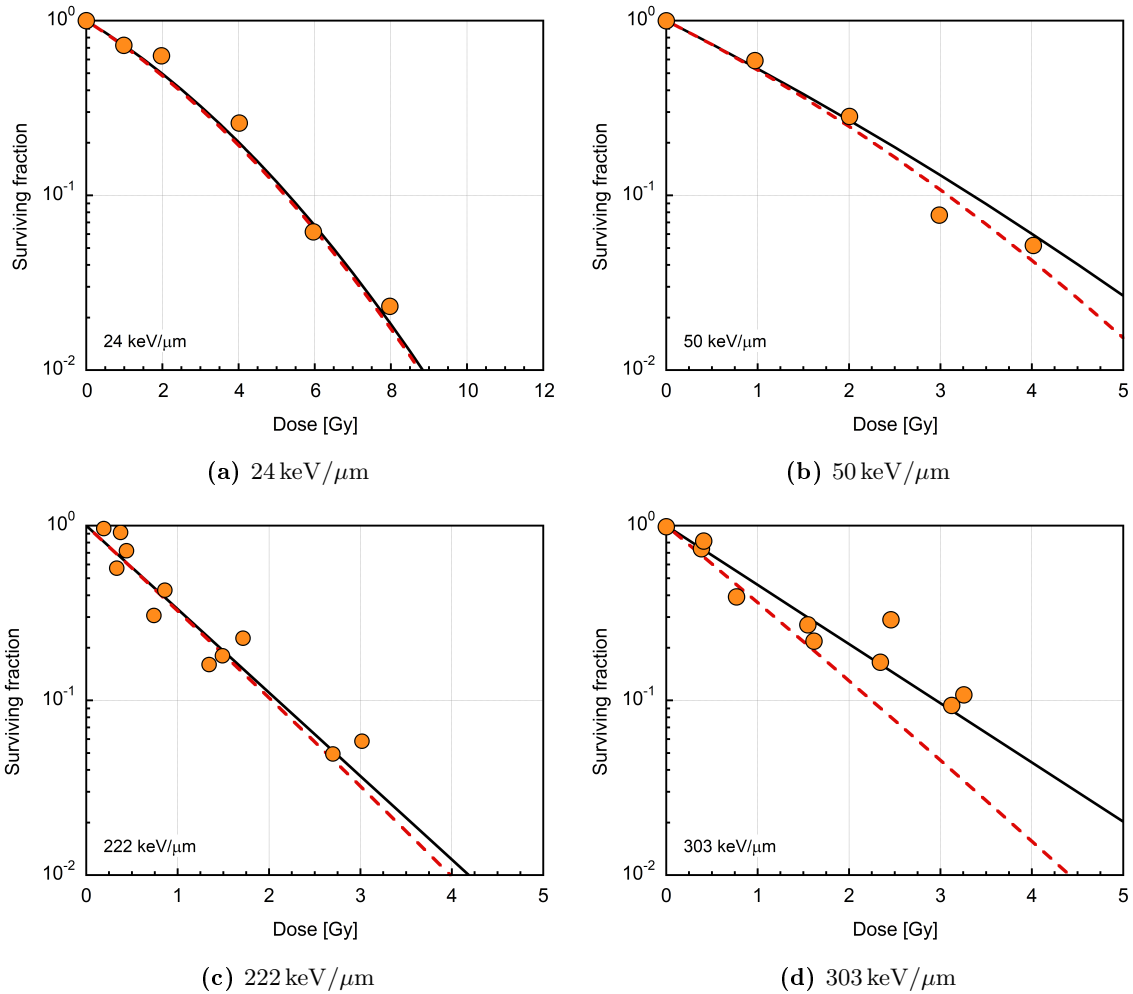 10^0
10^-1
10^-2
Surviving fraction
24 keV/μm
0 2 4 6 8 10 12
Dose [Gy]
(a) 24 keV/μm
10^0
10^-1
10^-2
Surviving fraction
50 keV/μm
0 1 2 3 4 5
Dose [Gy]
(b) 50 keV/μm
10^0
10^-1
10^-2
Surviving fraction
222 keV/μm
0 1 2 3 4 5
Dose [Gy]
(c) 222 keV/μm
10^0
10^-1
10^-2
Surviving fraction
303 keV/μm
0 1 2 3 4 5
Dose [Gy]
(d) 303 keV/μm